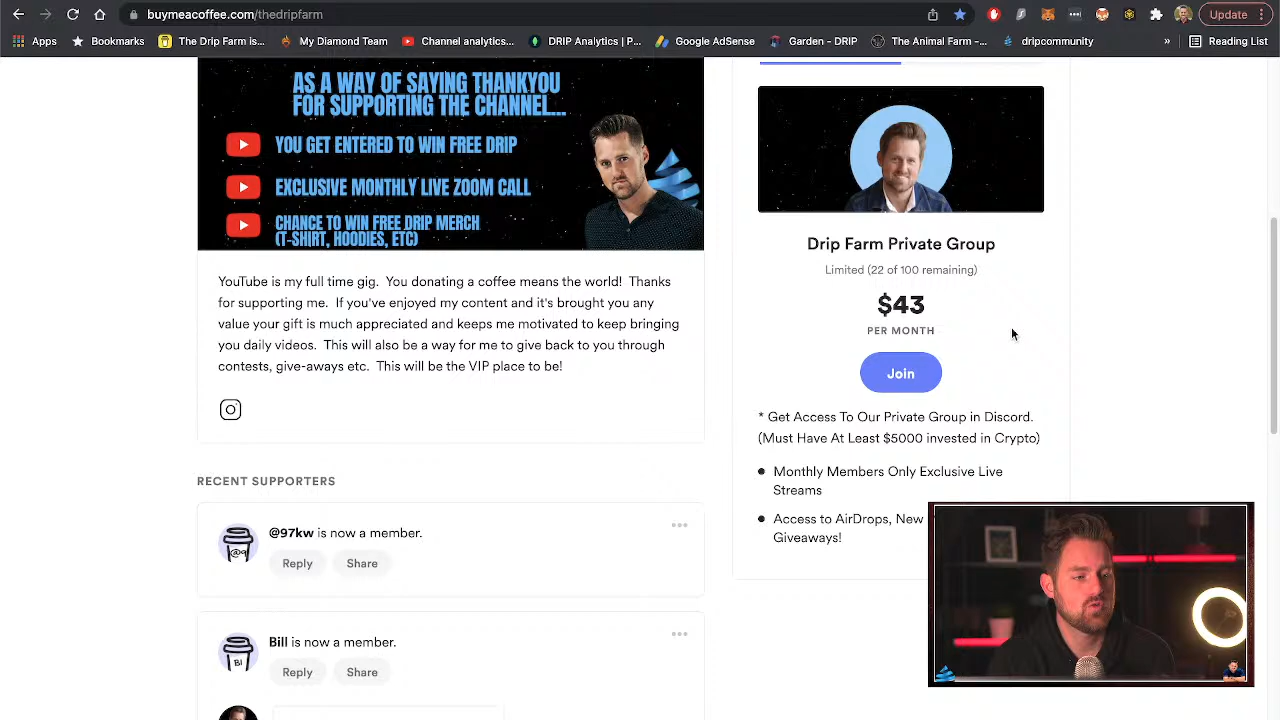 buymeacoffee.com/thedripfarm
Update
Apps
Bookmarks
The Drip Farm is...
My Diamond Team
Channel analytics...
DRIP Analytics | P...
Google AdSense
Garden - DRIP
The Animal Farm -...
dripcommunity
»
Reading List
AS A WAY OF SAYING THANKYOU
FOR SUPPORTING THE CHANNEL...
YOU GET ENTERED TO WIN FREE DRIP
EXCLUSIVE MONTHLY LIVE ZOOM CALL
CHANCE TO WIN FREE DRIP MERCH
(T-SHIRT, HOODIES, ETC)
YouTube is my full time gig. You donating a coffee means the world! Thanks
for supporting me. If you've enjoyed my content and it's brought you any
value your gift is much appreciated and keeps me motivated to keep bringing
you daily videos. This will also be a way for me to give back to you through
contests, give-aways etc. This will be the VIP place to be!
RECENT SUPPORTERS
@97kw is now a member.
@9
Reply
Share
Bill is now a member.
BI
Reply
Share
Drip Farm Private Group
Limited (22 of 100 remaining)
$43
PER MONTH
Join
* Get Access To Our Private Group in Discord.
(Must Have At Least $5000 invested in Crypto)
Monthly Members Only Exclusive Live
Streams
Access to AirDrops, New
Giveaways!